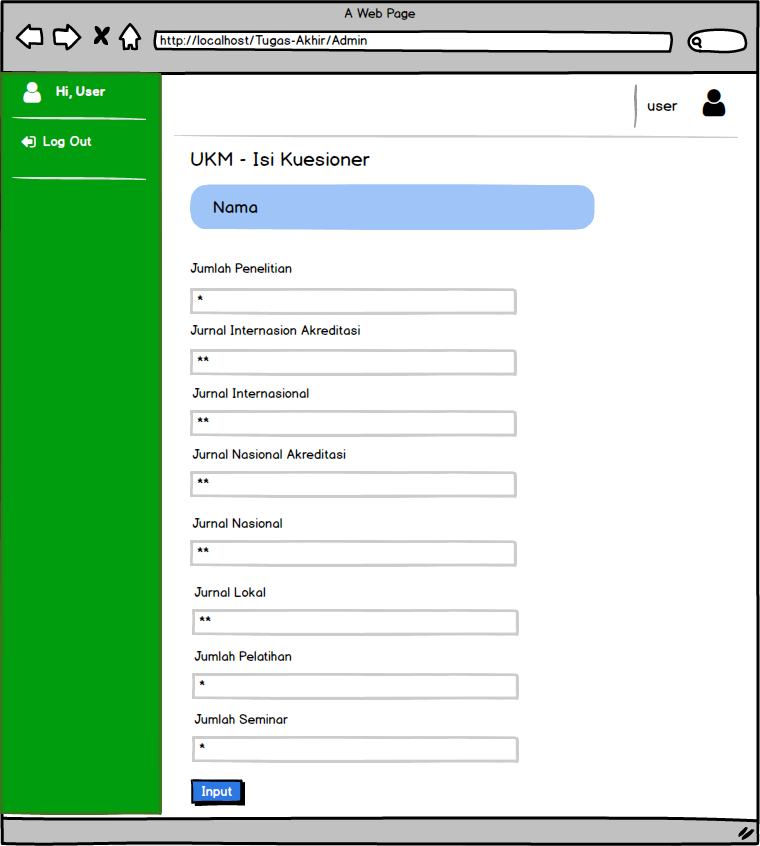 A Web Page
http://localhost/Tugas-Akhir/Admin
Hi, User
Log Out
user
UKM - Isi Kuesioner
Nama
Jumlah Penelitian
*
Jurnal Internasion Akreditasi
**
Jurnal Internasional
**
Jurnal Nasional Akreditasi
**
Jurnal Nasional
**
Jurnal Lokal
**
Jumlah Pelatihan
*
Jumlah Seminar
*
Input